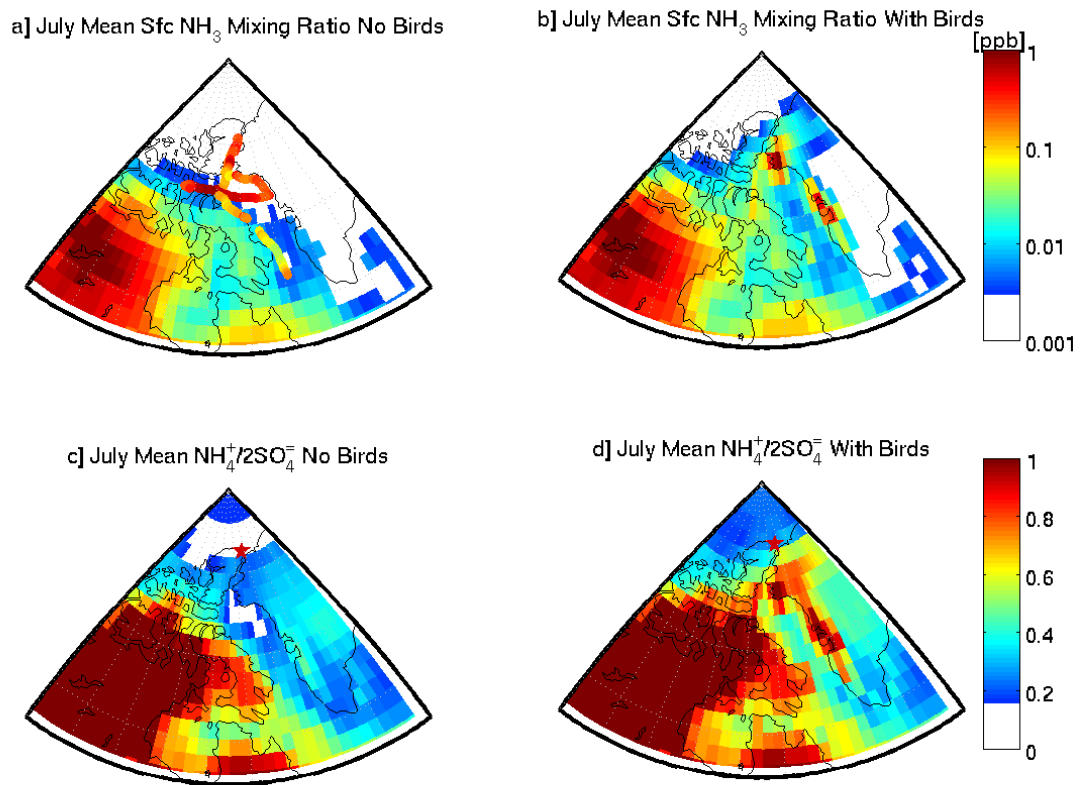 a] July Mean Sfc NH₃ Mixing Ratio No Birds
b] July Mean Sfc NH₃ Mixing Ratio With Birds
[ppb]
1
0.1
0.01
0.001
c] July Mean NH₄⁺/2SO₄⁼ No Birds
d] July Mean NH₄⁺/2SO₄⁼ With Birds
1
0.8
0.6
0.4
0.2
0